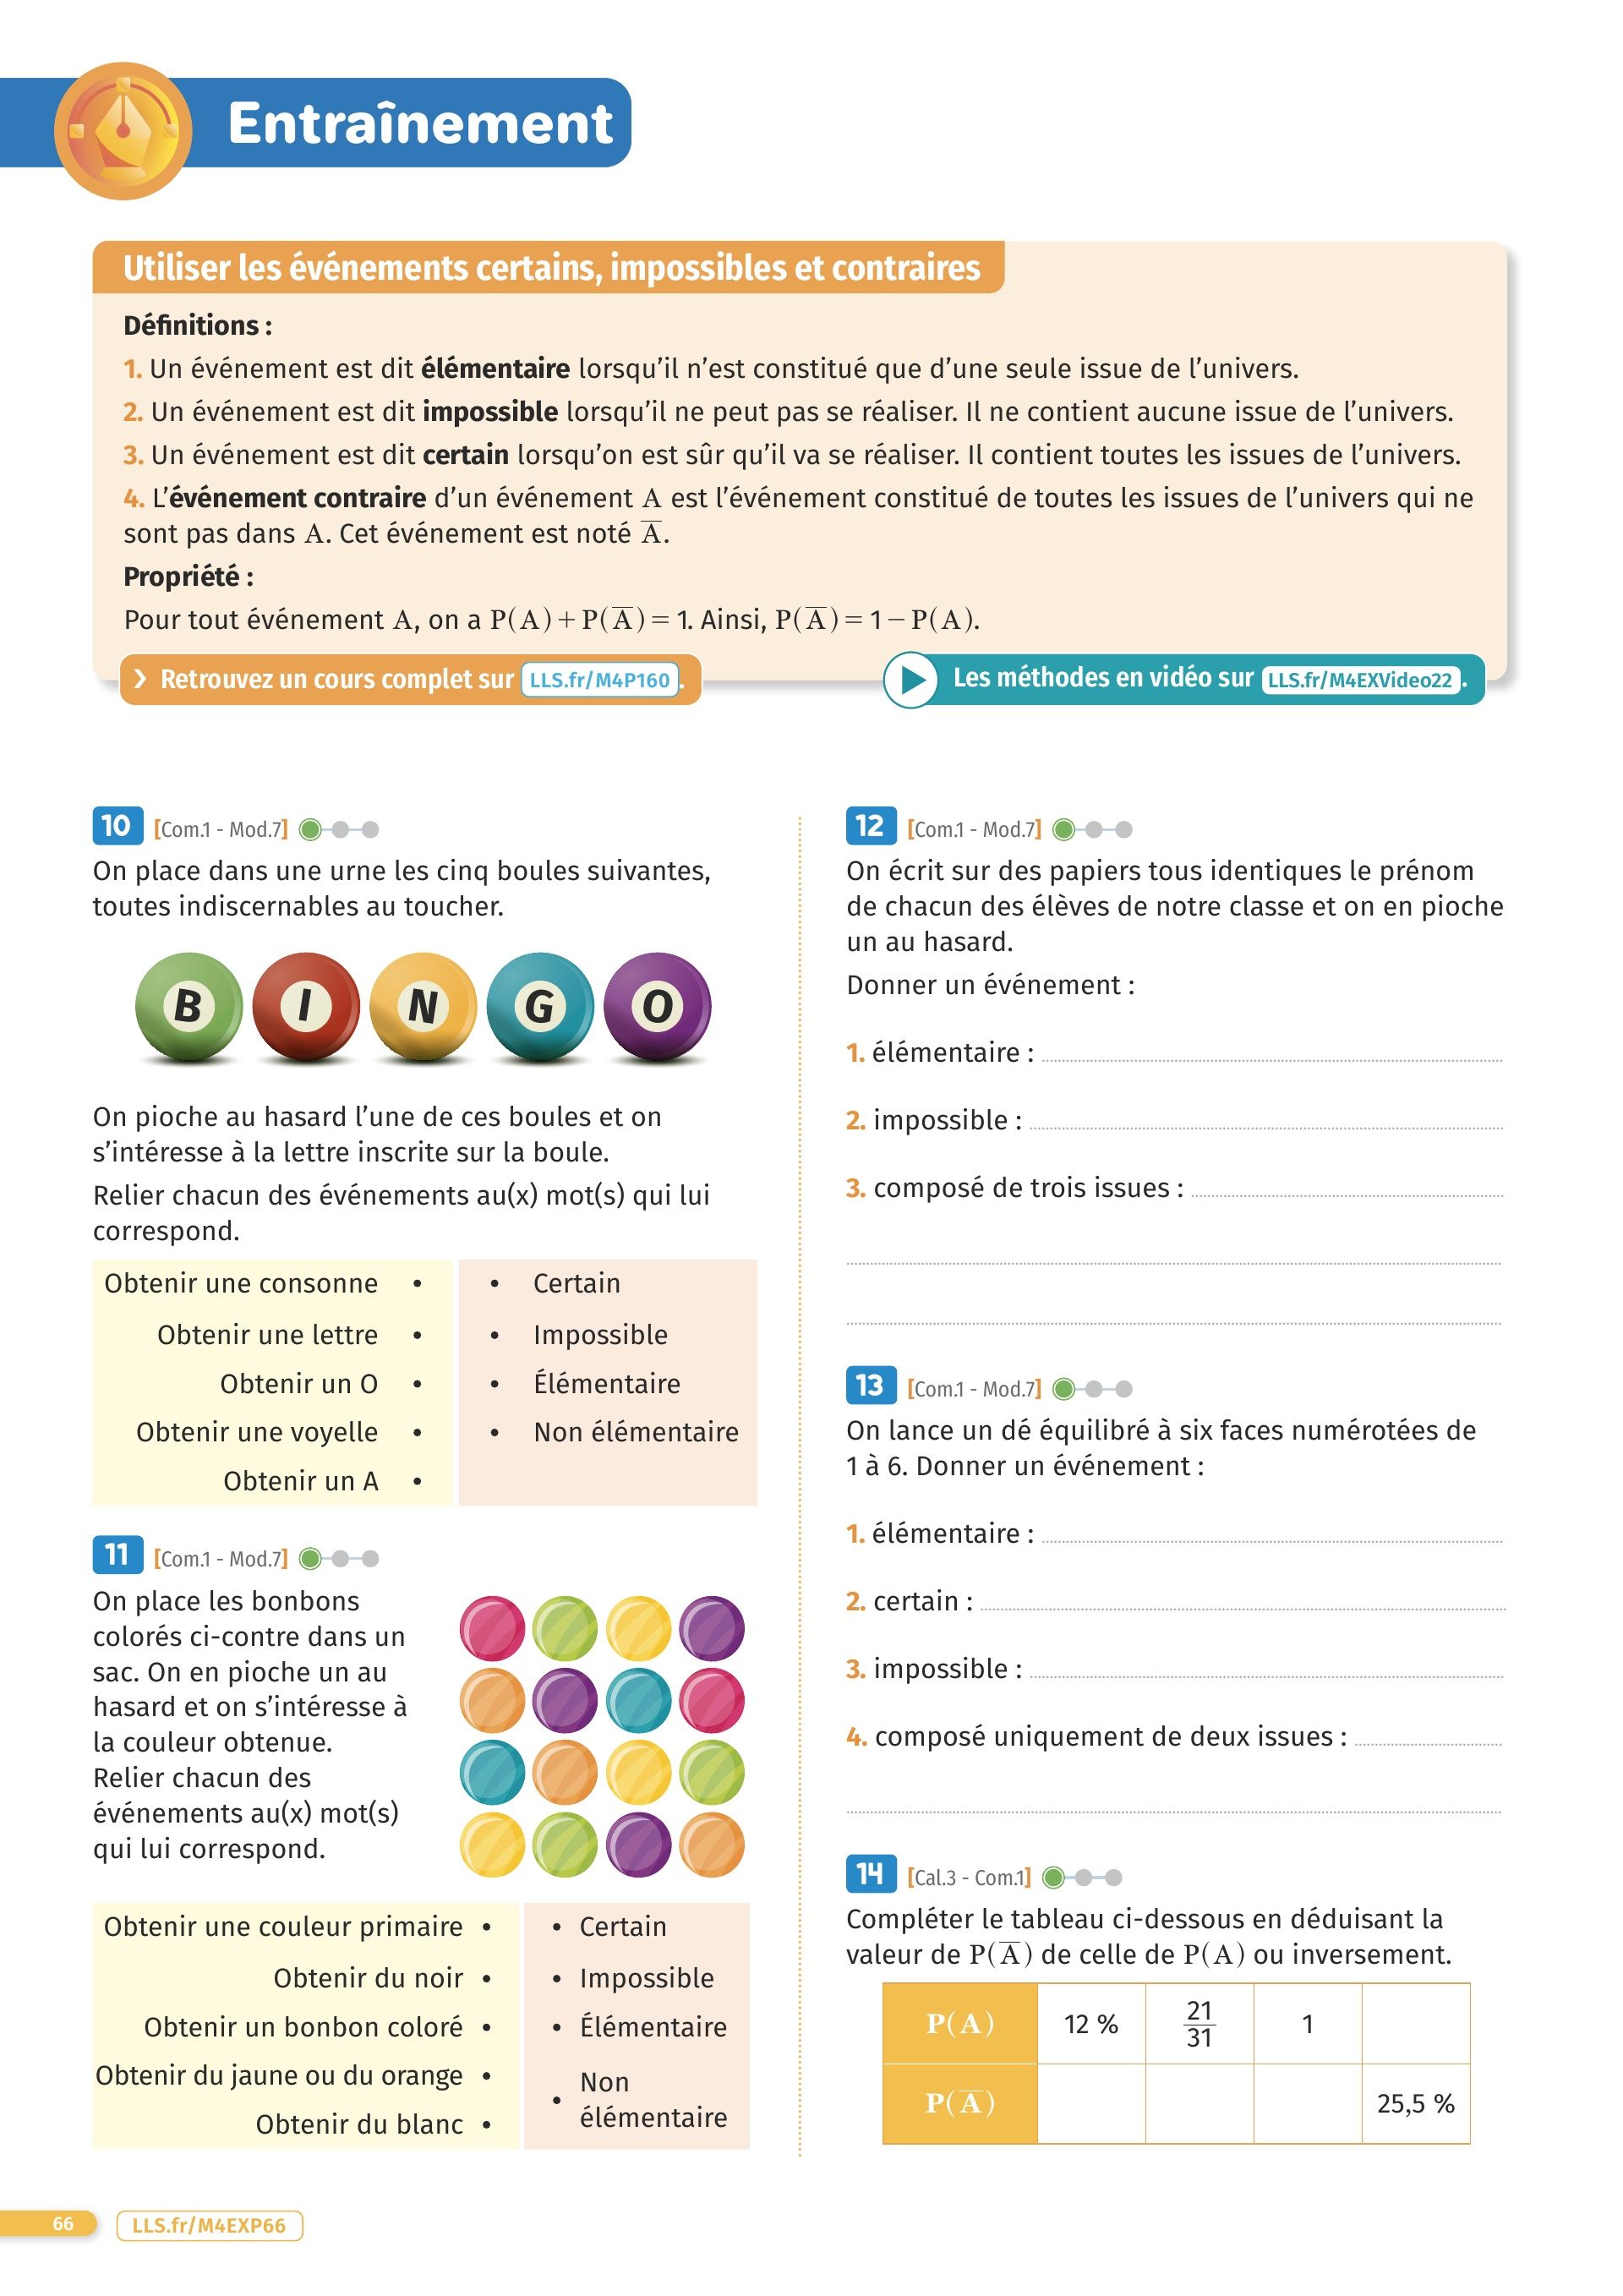 Entraînement
Utiliser les événements certains, impossibles et contraires
Définitions :
1. Un événement est dit élémentaire lorsqu’il n’est constitué que d’une seule issue de l’univers.
2. Un événement est dit impossible lorsqu’il ne peut pas se réaliser. Il ne contient aucune issue de l’univers.
3. Un événement est dit certain lorsqu’on est sûr qu’il va se réaliser. Il contient toutes les issues de l’univers.
4. L’événement contraire d’un événement A est l’événement constitué de toutes les issues de l’univers qui ne
sont pas dans A. Cet événement est noté A̅.
Propriété :
Pour tout événement A, on a P(A) + P(A̅) = 1. Ainsi, P(A̅) = 1 − P(A).
❯ Retrouvez un cours complet sur LLS.fr/M4P160.
Les méthodes en vidéo sur LLS.fr/M4EXVideo22.
10 [Com.1 - Mod.7]
On place dans une urne les cinq boules suivantes,
toutes indiscernables au toucher.
B I N G O
On pioche au hasard l’une de ces boules et on
s’intéresse à la lettre inscrite sur la boule.
Relier chacun des événements au(x) mot(s) qui lui
correspond.
Obtenir une consonne • • Certain
Obtenir une lettre • • Impossible
Obtenir un O • • Élémentaire
Obtenir une voyelle • • Non élémentaire
Obtenir un A •
11 [Com.1 - Mod.7]
On place les bonbons
colorés ci-contre dans un
sac. On en pioche un au
hasard et on s’intéresse à
la couleur obtenue.
Relier chacun des
événements au(x) mot(s)
qui lui correspond.
Obtenir une couleur primaire • • Certain
Obtenir du noir • • Impossible
Obtenir un bonbon coloré • • Élémentaire
Obtenir du jaune ou du orange • • Non
élémentaire
Obtenir du blanc •
12 [Com.1 - Mod.7]
On écrit sur des papiers tous identiques le prénom
de chacun des élèves de notre classe et on en pioche
un au hasard.
Donner un événement :
1. élémentaire :
2. impossible :
3. composé de trois issues :
13 [Com.1 - Mod.7]
On lance un dé équilibré à six faces numérotées de
1 à 6. Donner un événement :
1. élémentaire :
2. certain :
3. impossible :
4. composé uniquement de deux issues :
14 [Cal.3 - Com.1]
Compléter le tableau ci-dessous en déduisant la
valeur de P(A̅) de celle de P(A) ou inversement.
P(A) 12 % 21/31 1
P(A̅) 25,5 %
66 LLS.fr/M4EXP66